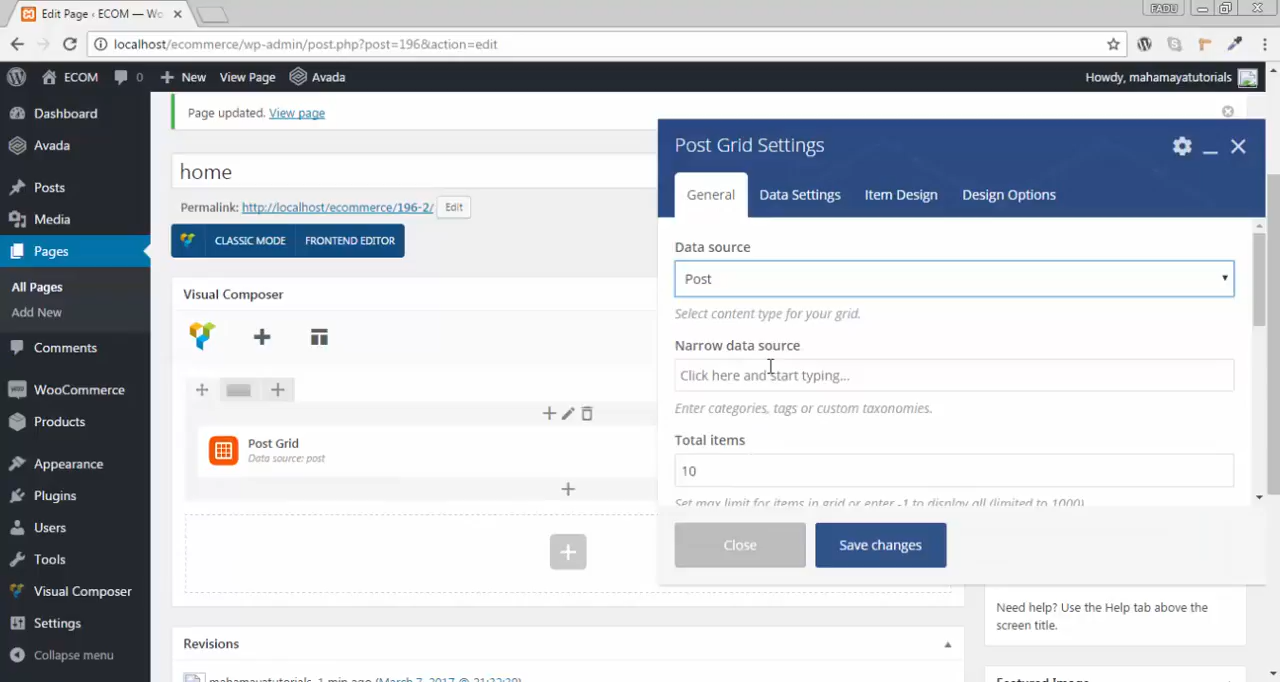 Edit Page ‹ ECOM — Wo
FADU
localhost/ecommerce/wp-admin/post.php?post=196&action=edit
ECOM
0
New
View Page
Avada
Howdy, mahamayatutorials
Dashboard
Avada
Posts
Media
Pages
All Pages
Add New
Comments
WooCommerce
Products
Appearance
Plugins
Users
Tools
Visual Composer
Settings
Collapse menu
Page updated. View page
home
Permalink: http://localhost/ecommerce/196-2/ Edit
CLASSIC MODE FRONTEND EDITOR
Visual Composer
Post Grid
Data source: post
Revisions
mahamayatutorials, 1 min ago (March 7, 2017 @ 21:22:29)
Post Grid Settings
General Data Settings Item Design Design Options
Data source
Post
Select content type for your grid.
Narrow data source
Click here and start typing...
Enter categories, tags or custom taxonomies.
Total items
10
Set max limit for items in grid or enter -1 to display all (limited to 1000)
Close
Save changes
Need help? Use the Help tab above the
screen title.
Featured Image